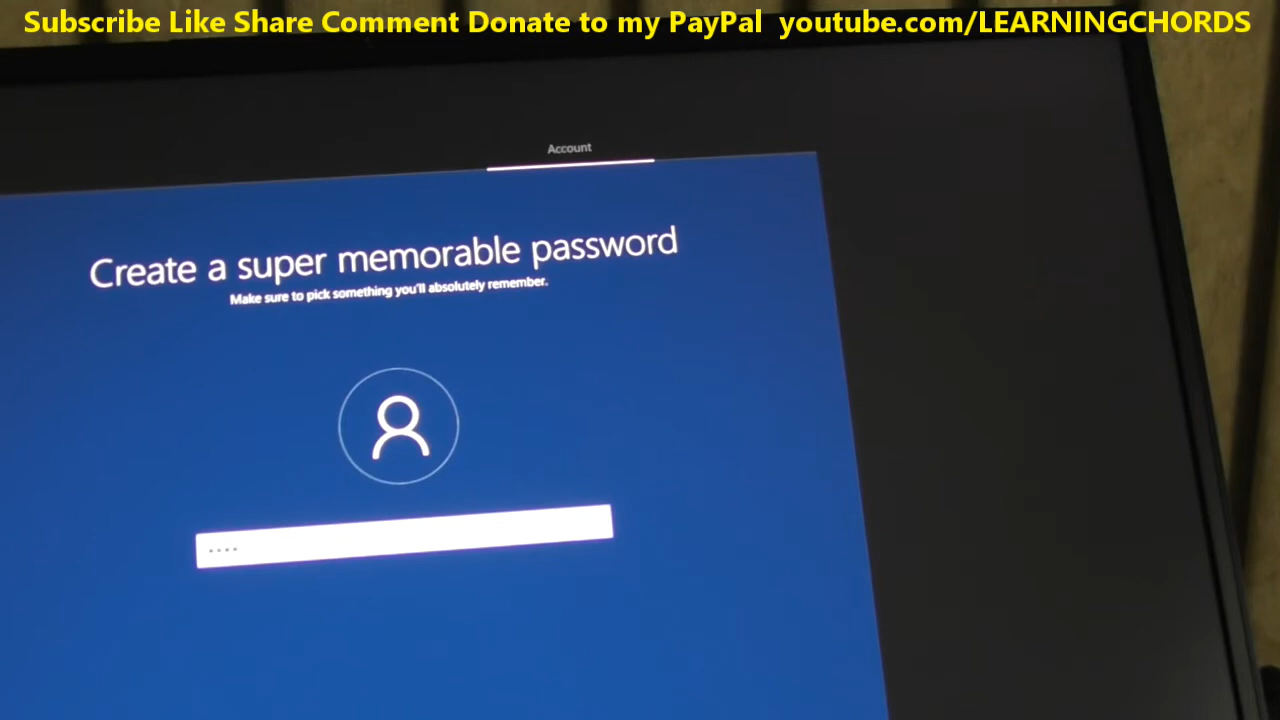 Subscribe Like Share Comment Donate to my PayPal  youtube.com/LEARNINGCHORDS
Account
Create a super memorable password
Make sure to pick something you'll absolutely remember.
••••